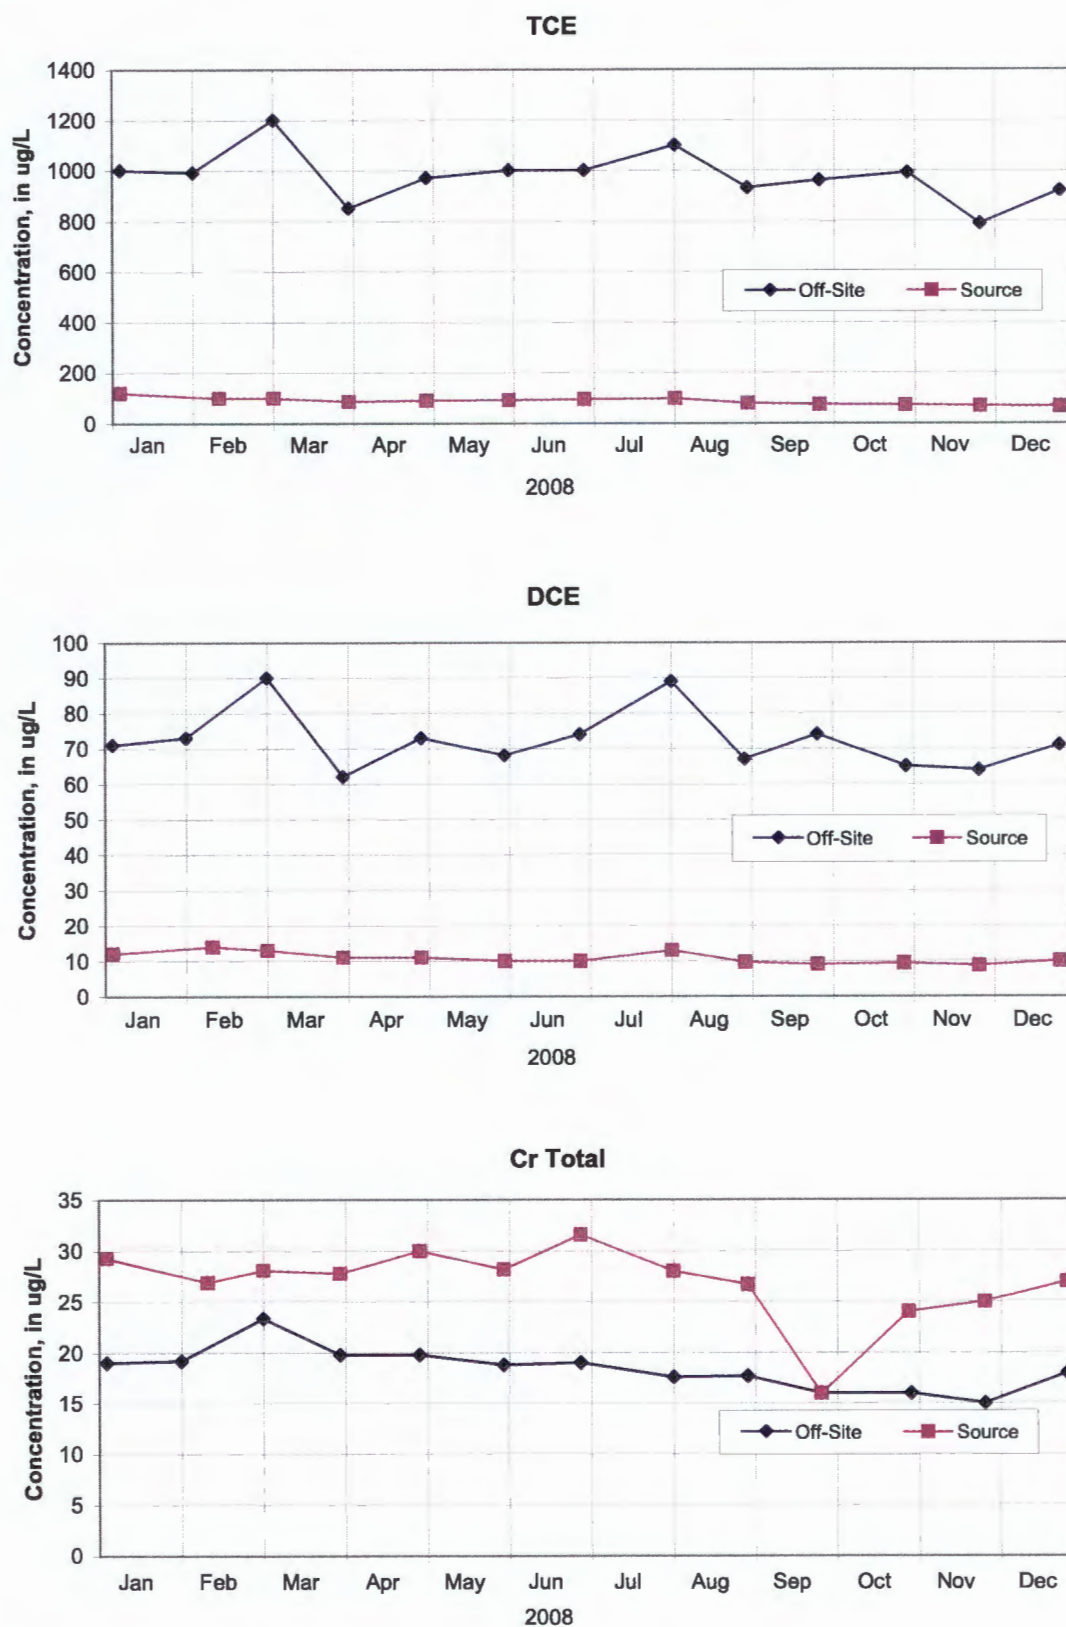 TCE
1400
1200
1000
800
600
400
200
0
Concentration, in ug/L
Off-Site Source
Jan Feb Mar Apr May Jun Jul Aug Sep Oct Nov Dec
2008
DCE
100
90
80
70
60
50
40
30
20
10
0
Concentration, in ug/L
Off-Site Source
Jan Feb Mar Apr May Jun Jul Aug Sep Oct Nov Dec
2008
Cr Total
35
30
25
20
15
10
5
0
Concentration, in ug/L
Off-Site Source
Jan Feb Mar Apr May Jun Jul Aug Sep Oct Nov Dec
2008